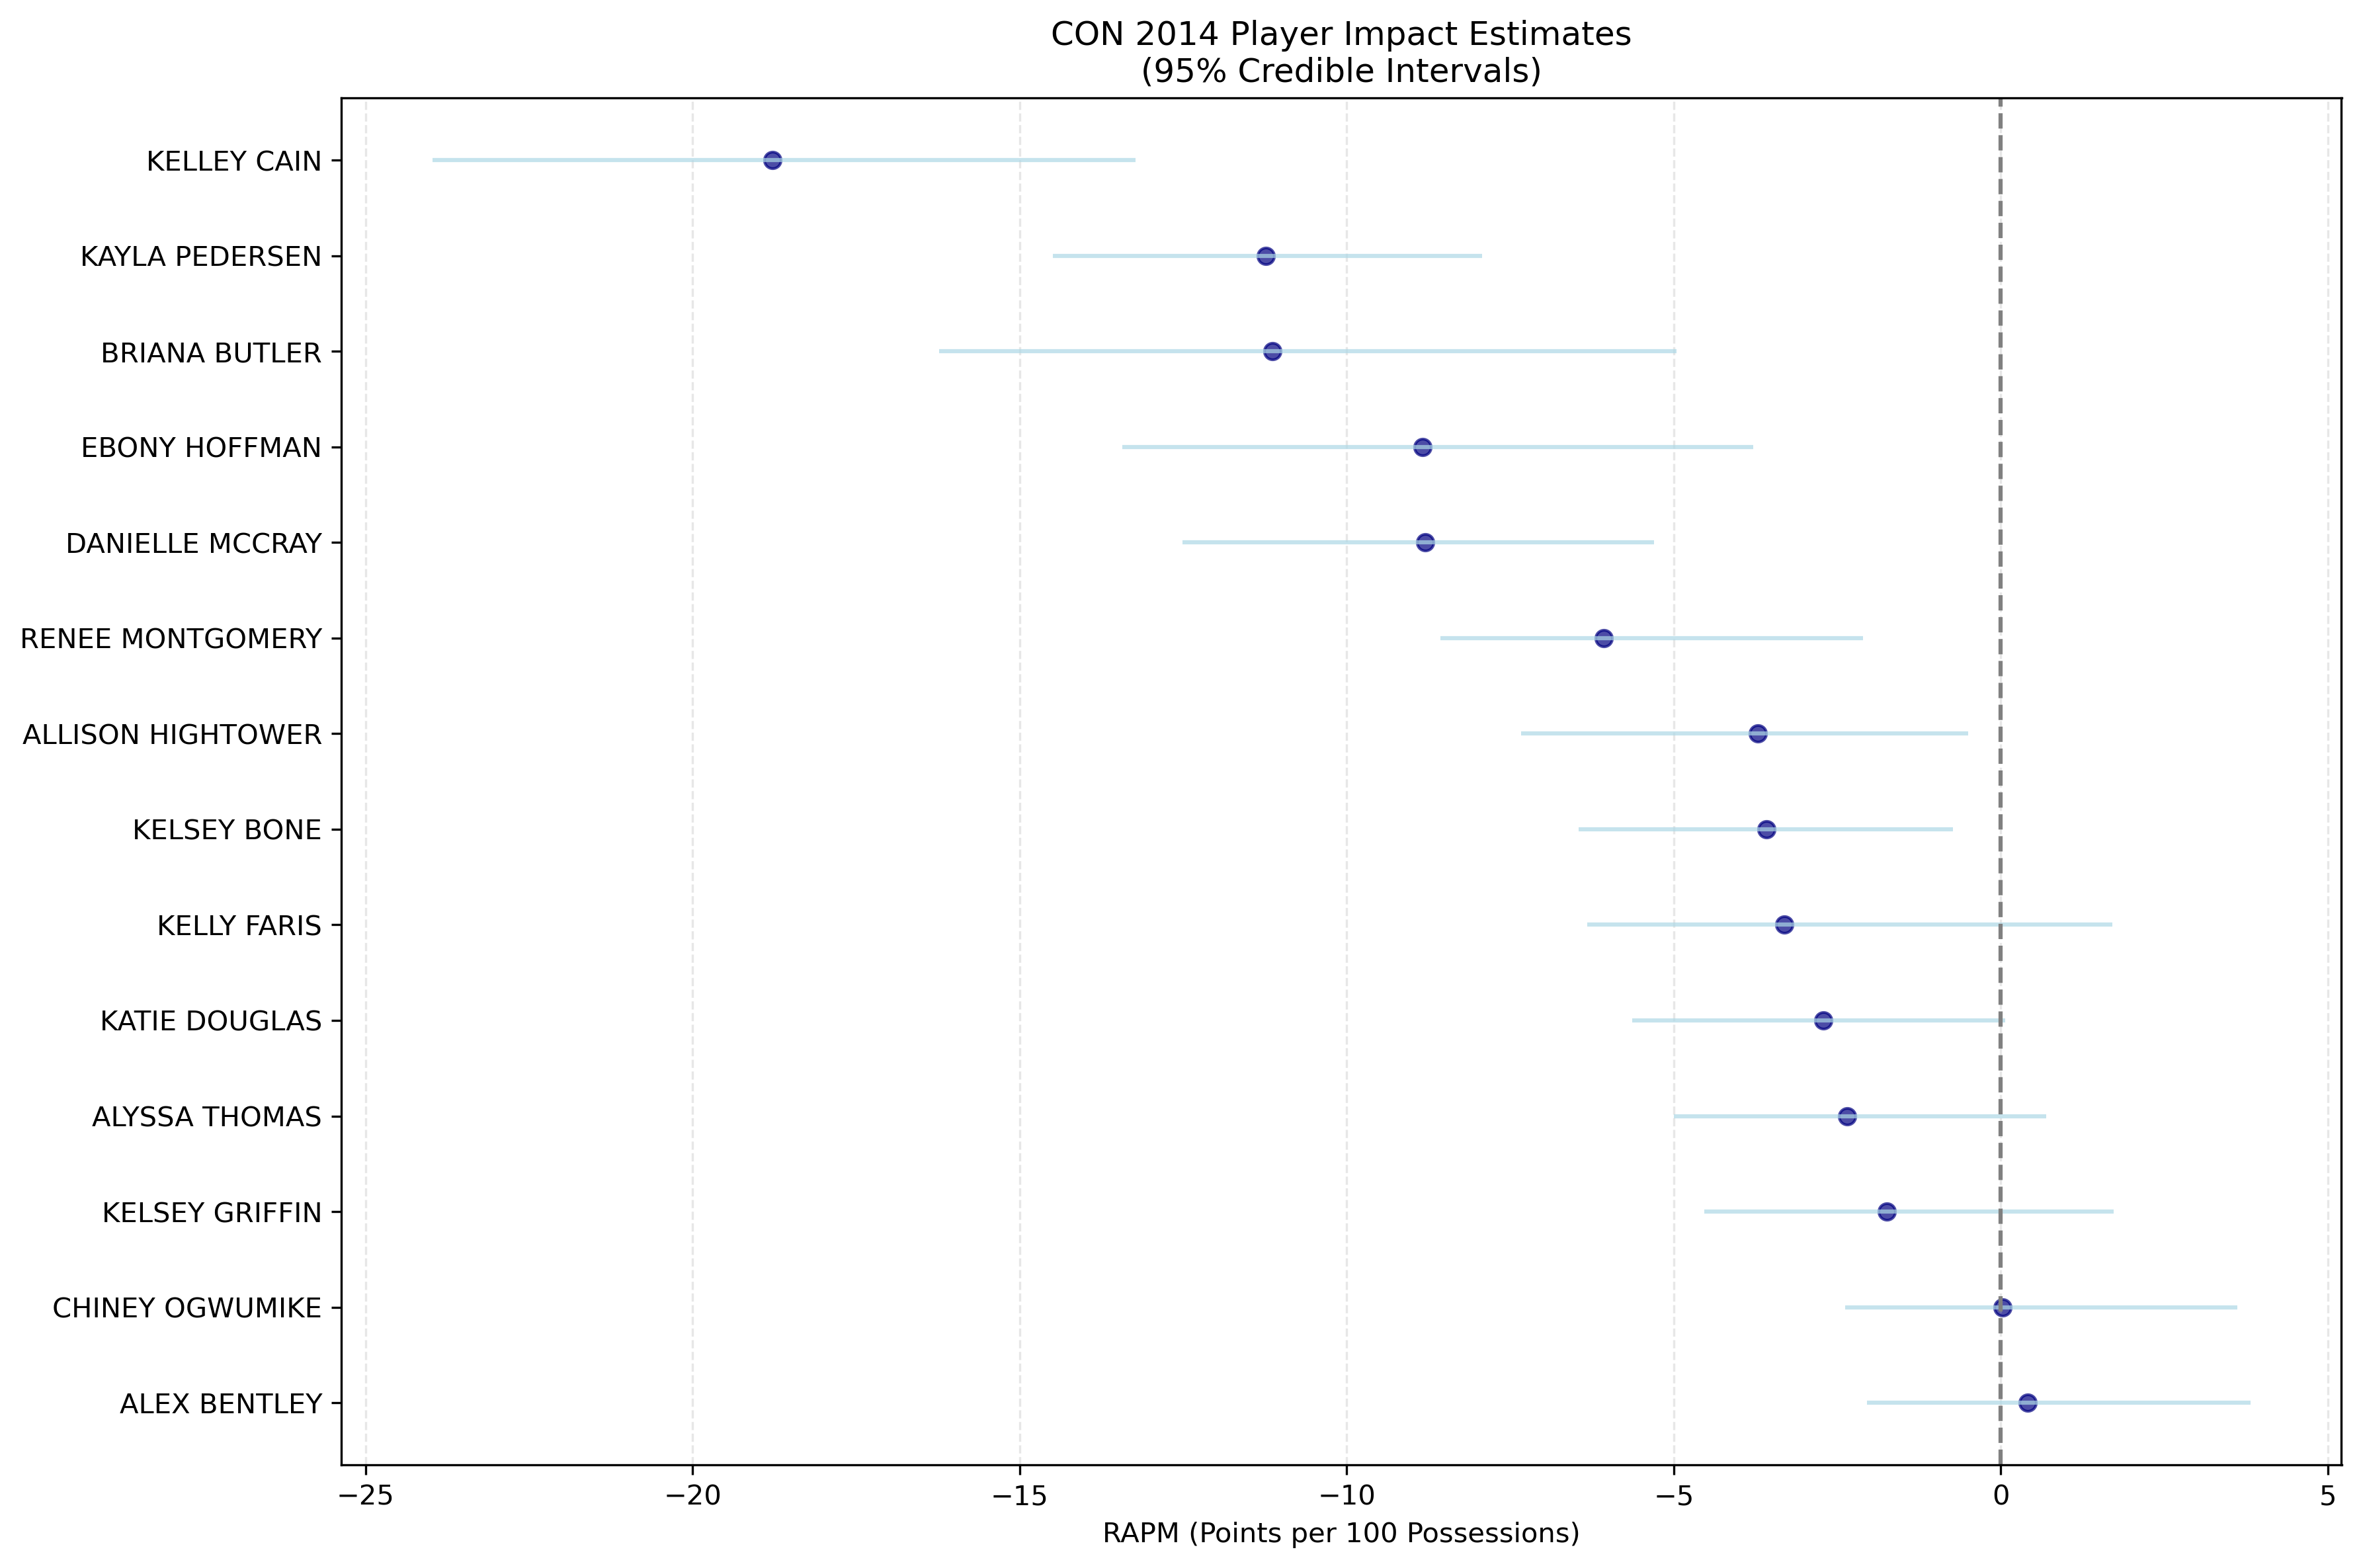 CON 2014 Player Impact Estimates
(95% Credible Intervals)
KELLEY CAIN
KAYLA PEDERSEN
BRIANA BUTLER
EBONY HOFFMAN
DANIELLE MCCRAY
RENEE MONTGOMERY
ALLISON HIGHTOWER
KELSEY BONE
KELLY FARIS
KATIE DOUGLAS
ALYSSA THOMAS
KELSEY GRIFFIN
CHINEY OGWUMIKE
ALEX BENTLEY
−25 −20 −15 −10 −5 0 5
RAPM (Points per 100 Possessions)